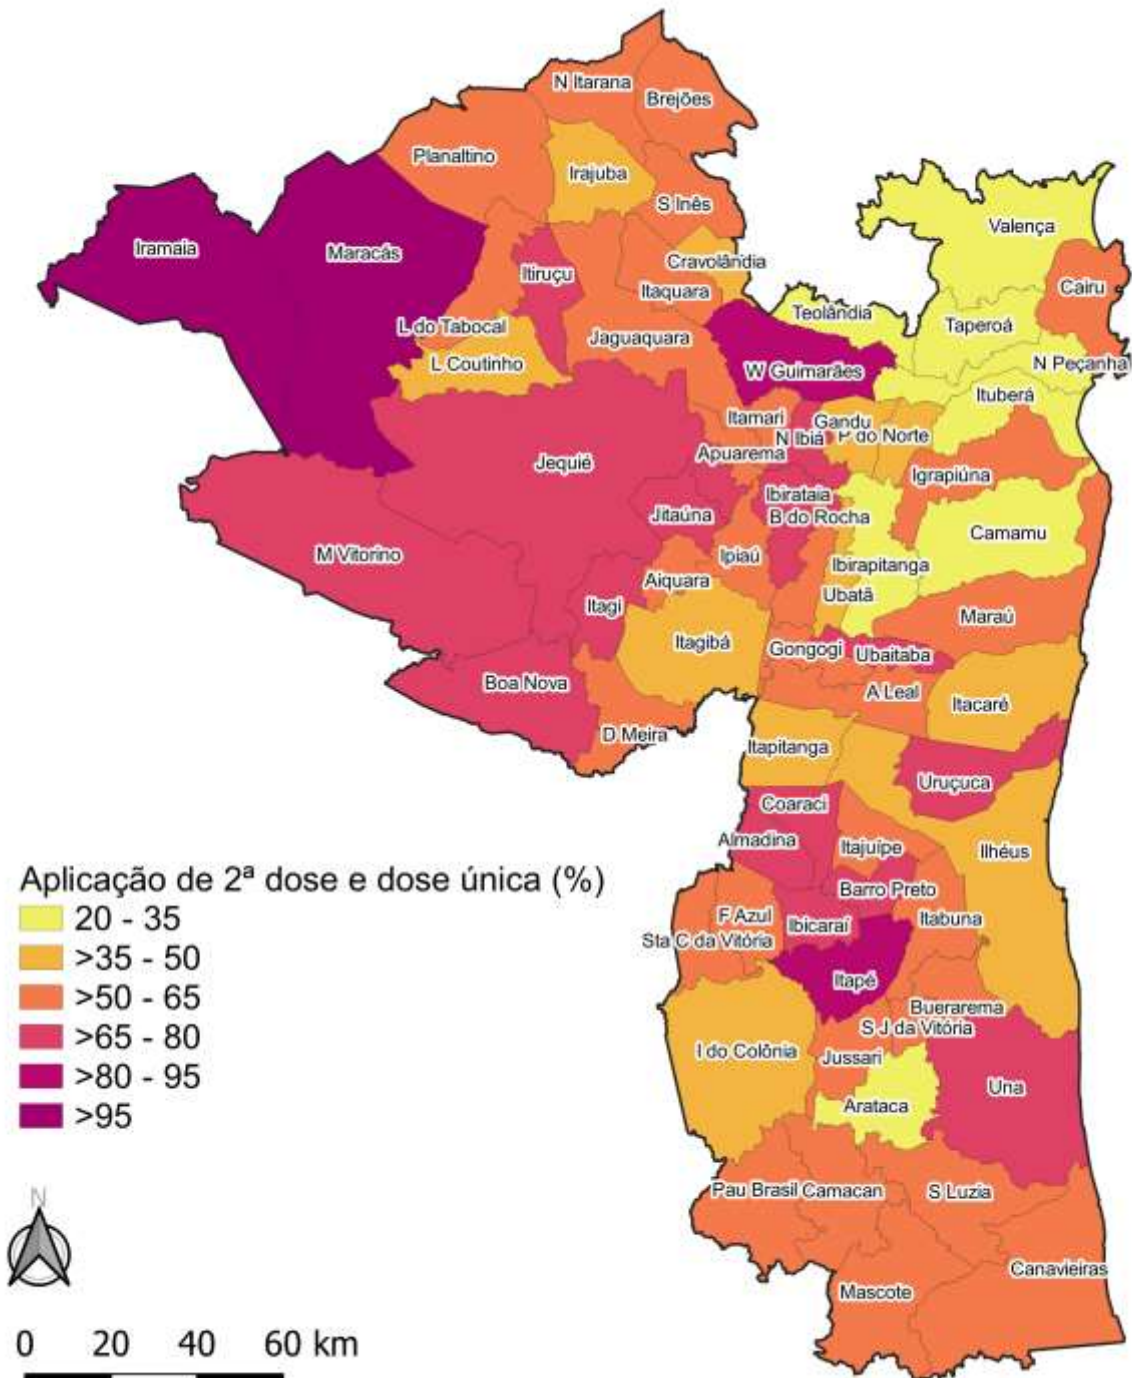 N Itarana
Brejões
Planaltino
Irajuba
S Inês
Valença
Iramaia
Maracás
Cravolândia
Itiruçu
Itaquara
Cairu
Teolândia
Taperoá
L do Tabocal
Jaguaquara
L Coutinho
W Guimarães
N Peçanha
Ituberá
Itamari
Gandu
N Ibiá
P do Norte
Apuarema
Jequié
Igrapiúna
Ibirataia
Jitaúna
B do Rocha
Camamu
M Vitorino
Ipiaú
Ibirapitanga
Aiquara
Ubatã
Itagi
Maraú
Itagibá
Gongogi
Ubaitaba
Boa Nova
A Leal
Itacaré
D Meira
Itapitanga
Uruçuca
Coaraci
Almadina
Itajuípe
Ilhéus
Barro Preto
F Azul
Ibicaraí
Itabuna
Sta C da Vitória
Itapé
Buerarema
S J da Vitória
I do Colônia
Jussari
Una
Arataca
Pau Brasil
Camacan
S Luzia
Canavieiras
Mascote
Aplicação de 2ª dose e dose única (%)
20 - 35
>35 - 50
>50 - 65
>65 - 80
>80 - 95
>95
N
0 20 40 60 km